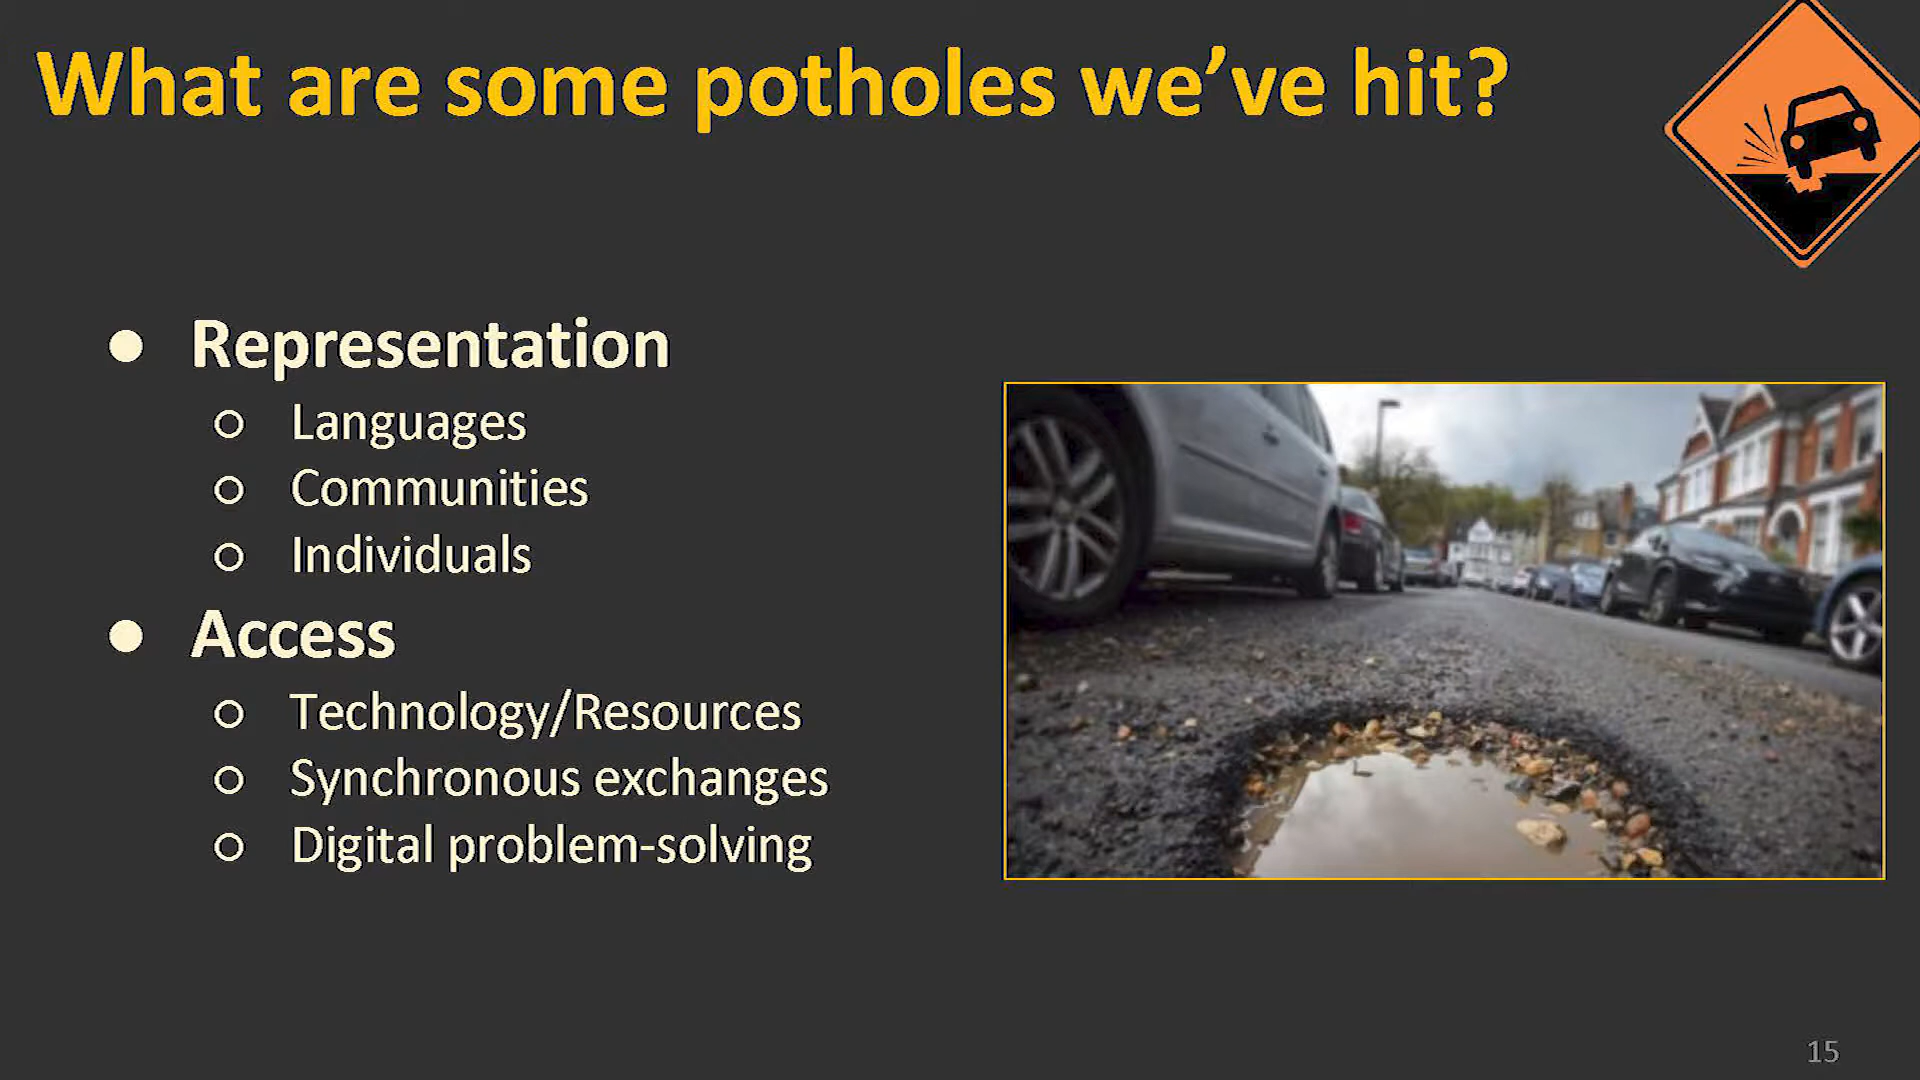 What are some potholes we’ve hit?
● Representation
○ Languages
○ Communities
○ Individuals
● Access
○ Technology/Resources
○ Synchronous exchanges
○ Digital problem-solving
15